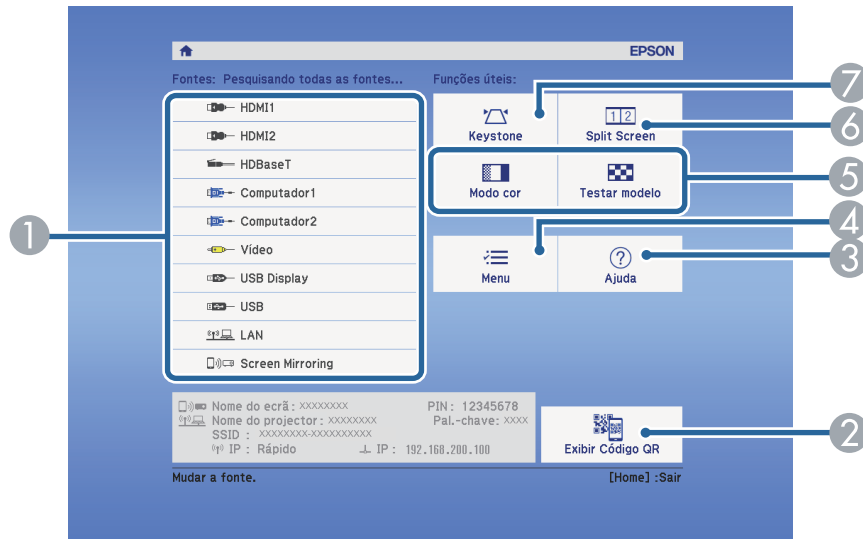 EPSON
Fontes: Pesquisando todas as fontes...
HDMI1
HDMI2
HDBaseT
Computador1
Computador2
Vídeo
USB Display
USB
LAN
Screen Mirroring
Funções úteis:
Keystone
Split Screen
1 2
Modo cor
Testar modelo
Menu
Ajuda
?
Nome do ecrã: XXXXXXXX
PIN: 12345678
Nome do projector: XXXXXXXX
Pal.-chave: XXXX
SSID : XXXXXXXX-XXXXXXXXXX
IP : Rápido
IP : 192.168.200.100
Exibir Código QR
Mudar a fonte.
[Home] :Sair
1
7
6
5
4
3
2